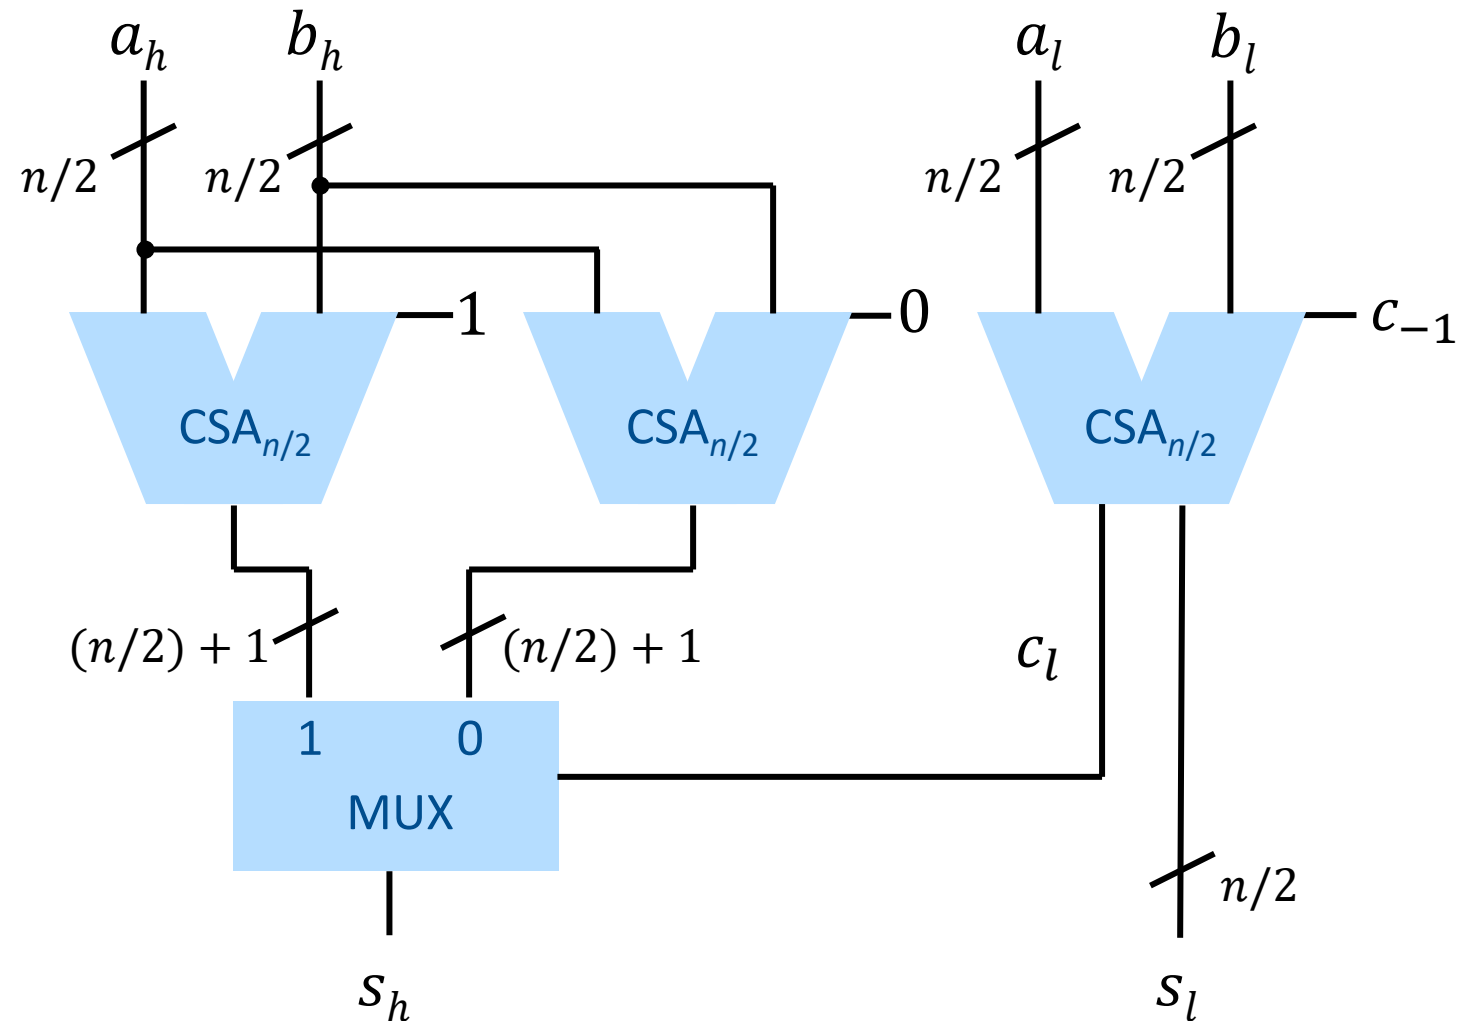 a_h b_h a_l b_l
n/2 n/2 n/2 n/2
1 0 c_{−1}
CSA_{n/2} CSA_{n/2} CSA_{n/2}
(n/2) + 1 (n/2) + 1 c_l
1 0
MUX
n/2
s_h s_l